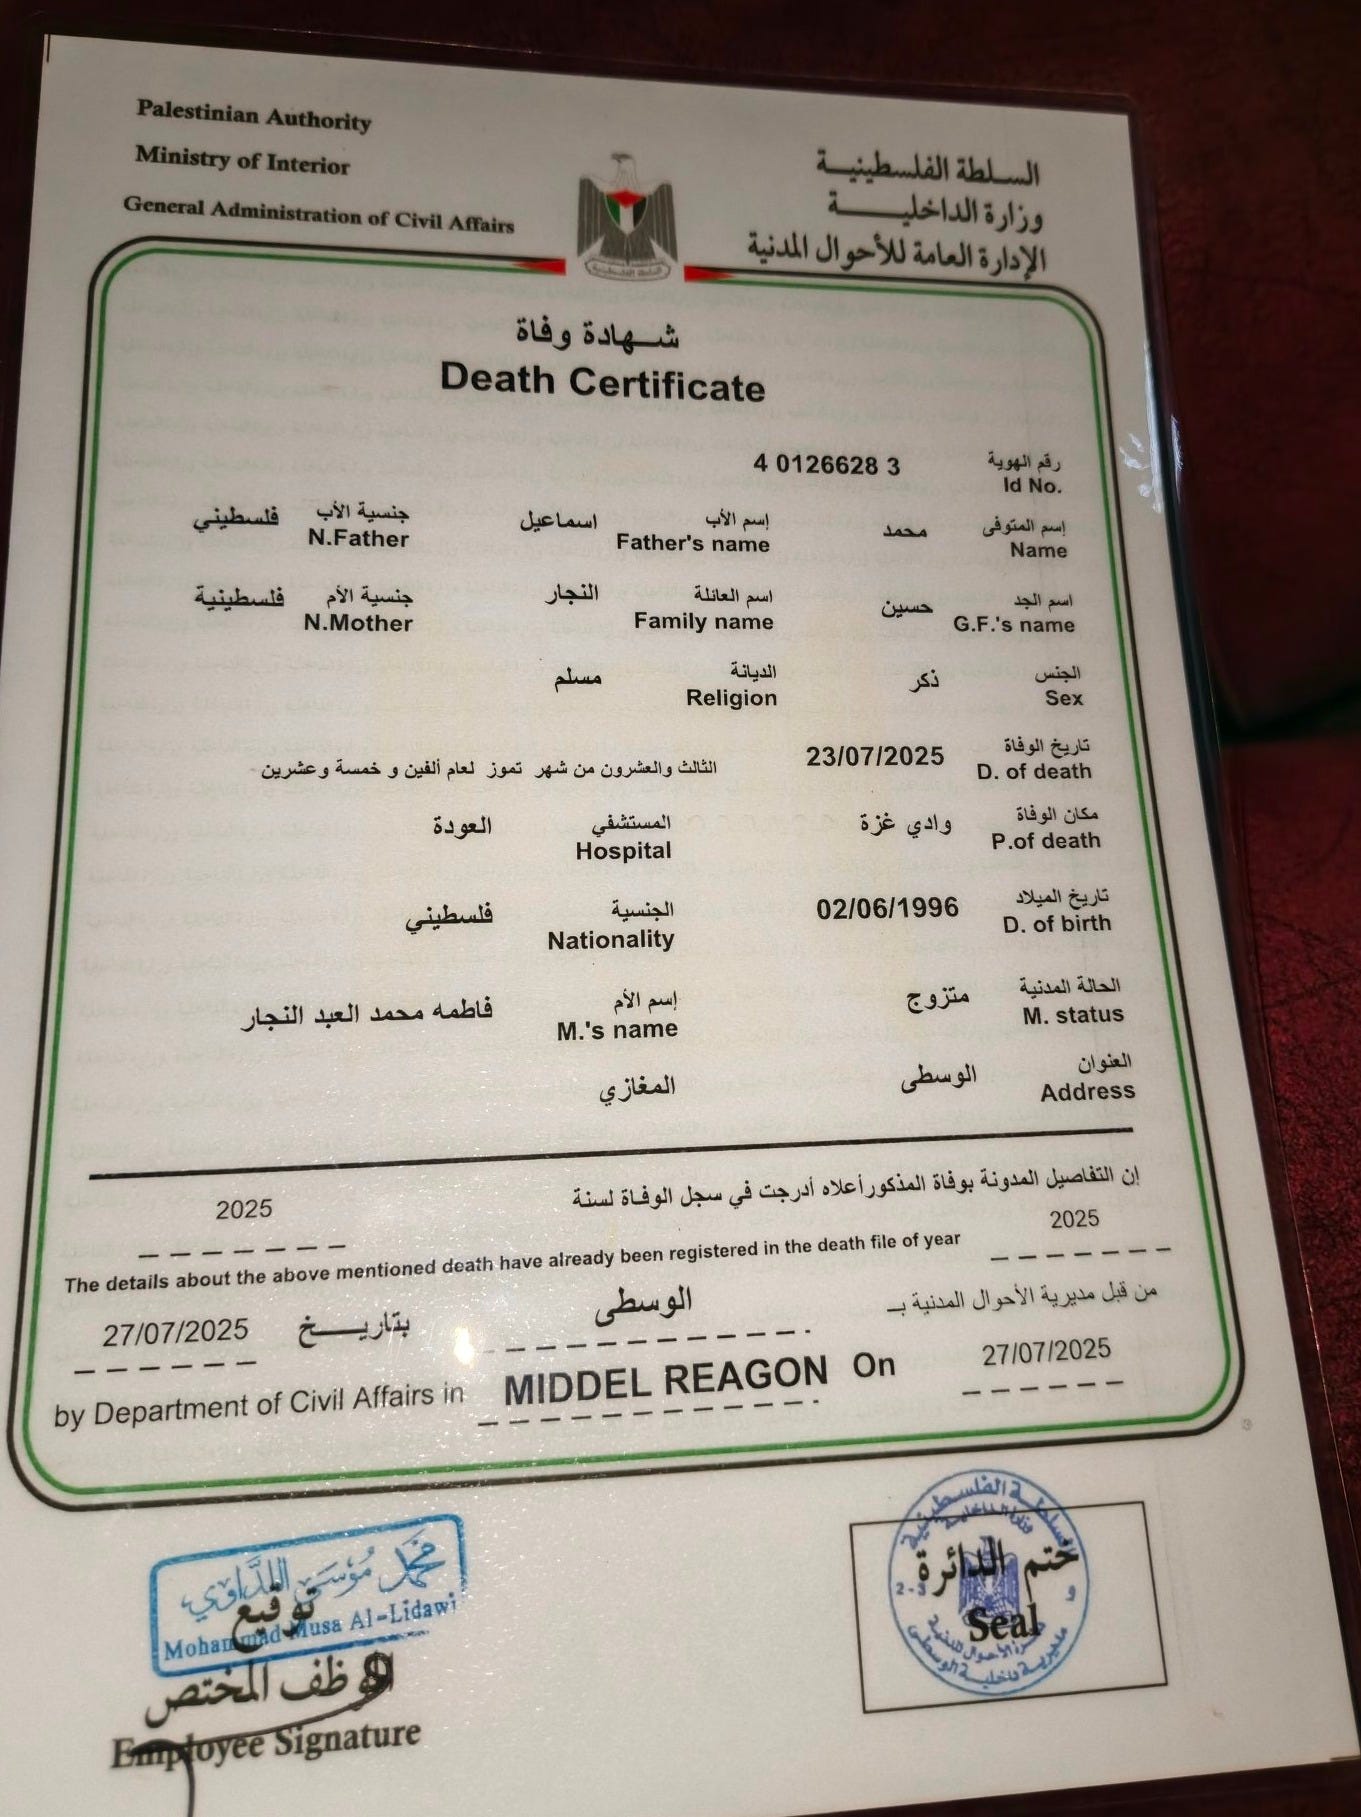 Palestinian Authority
Ministry of Interior
General Administration of Civil Affairs
السلطة الفلسطينية
وزارة الداخلية
الإدارة العامة للأحوال المدنية
شهادة وفاة
Death Certificate
رقم الهوية 4 0126628 3
Id No.
إسم المتوفى محمد إسم الأب اسماعيل جنسية الأب فلسطيني
Name Father's name N.Father
اسم الجد حسين اسم العائلة النجار جنسية الأم فلسطينية
G.F.'s name Family name N.Mother
الجنس ذكر الديانة مسلم
Sex Religion
تاريخ الوفاة 23/07/2025 الثالث والعشرون من شهر تموز لعام ألفين و خمسة وعشرين
D. of death
مكان الوفاة وادي غزة المستشفي العودة
P.of death Hospital
تاريخ الميلاد 02/06/1996 الجنسية فلسطيني
D. of birth Nationality
الحالة المدنية متزوج إسم الأم فاطمه محمد العبد النجار
M. status M.'s name
العنوان الوسطى المغازي
Address
إن التفاصيل المدونة بوفاة المذكورأعلاه أدرجت في سجل الوفاة لسنة 2025
The details about the above mentioned death have already been registered in the death file of year 2025
من قبل مديرية الأحوال المدنية بـ الوسطى بتاريخ 27/07/2025
by Department of Civil Affairs in MIDDEL REAGON On 27/07/2025
محمد موسى اللداوي
Mohammad Musa Al-Lidawi
توقيع
الموظف المختص
Employee Signature
السلطة الفلسطينية
وزارة الداخلية
ختم الدائرة
Seal
مديرية داخلية الوسطى